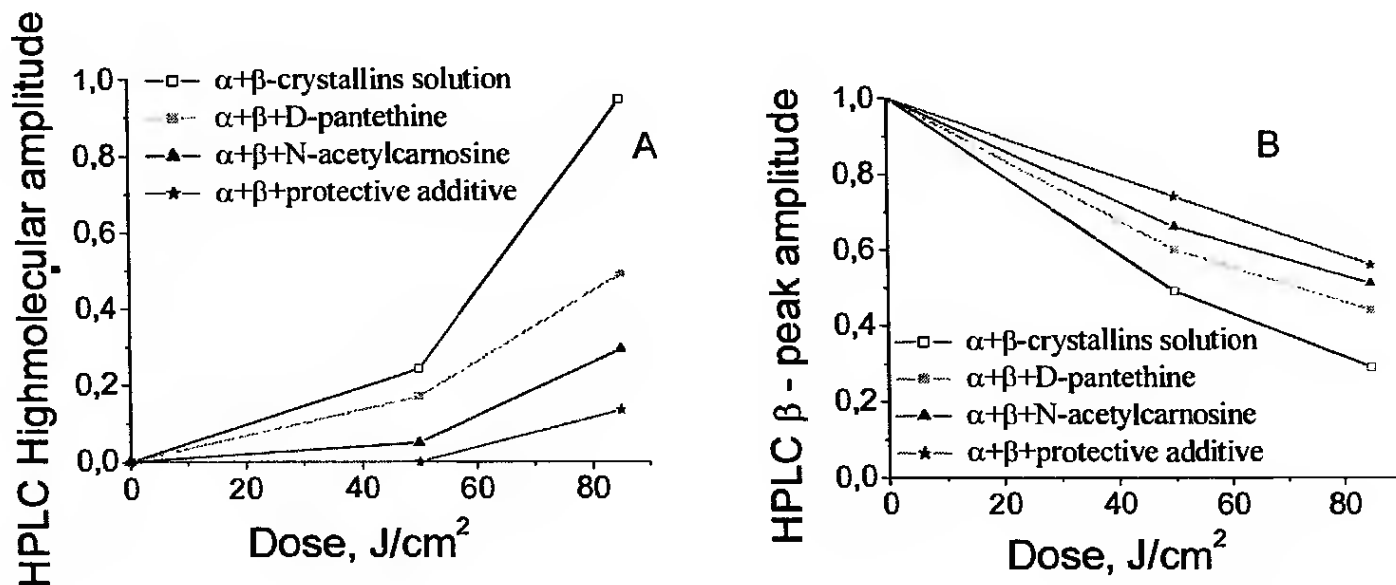 HPLC Highmolecular amplitude
1,0
0,8
0,6
0,4
0,2
0,0
α+β-crystallins solution
α+β+D-pantethine
α+β+N-acetylcarnosine
α+β+protective additive
A
0
20
40
60
80
Dose, J/cm²
HPLC β - peak amplitude
1,0
0,8
0,6
0,4
0,2
0,0
B
α+β-crystallins solution
α+β+D-pantethine
α+β+N-acetylcarnosine
α+β+protective additive
0
20
40
60
80
Dose, J/cm²